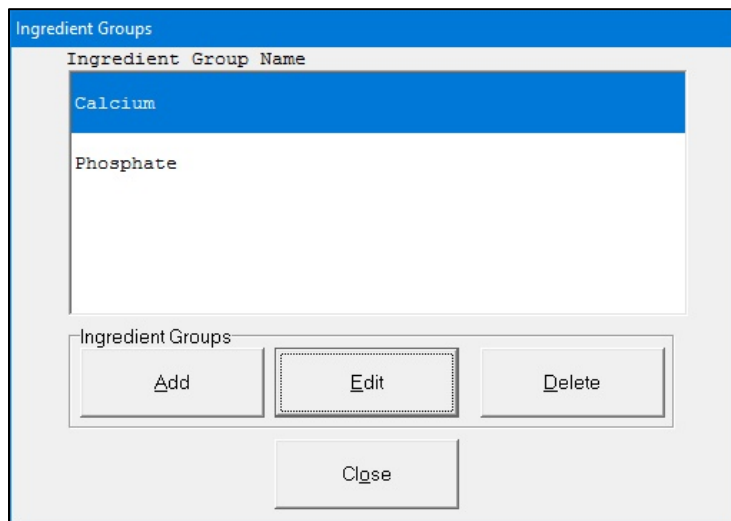 Ingredient Groups
Ingredient Group Name
Calcium
Phosphate
Ingredient Groups
Add Edit Delete
Close